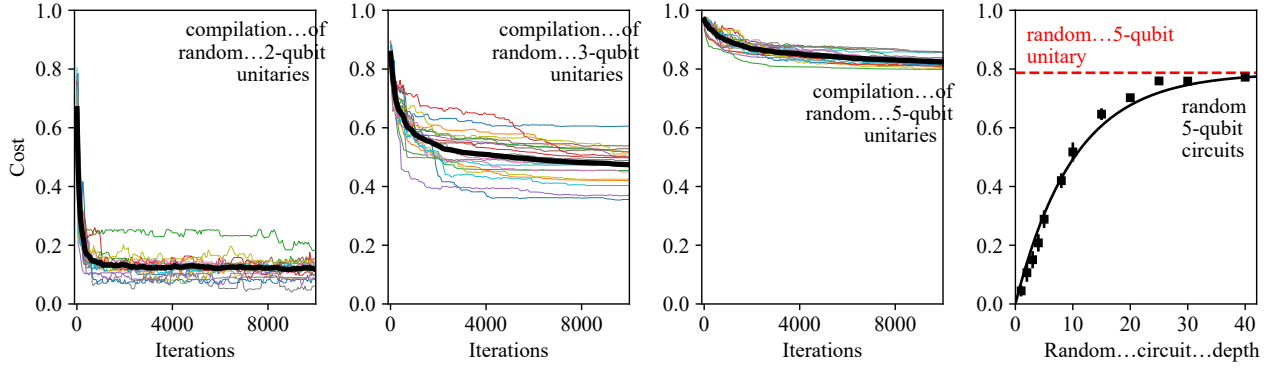 compilation…of
random…2-qubit
unitaries
Cost
1.0
0.8
0.6
0.4
0.2
0.0
0
4000
8000
Iterations
compilation…of
random…3-qubit
unitaries
1.0
0.8
0.6
0.4
0.2
0.0
0
4000
8000
Iterations
compilation…of
random…5-qubit
unitaries
1.0
0.8
0.6
0.4
0.2
0.0
0
4000
8000
Iterations
random…5-qubit
unitary
random
5-qubit
circuits
1.0
0.8
0.6
0.4
0.2
0.0
0
10
20
30
40
Random…circuit…depth